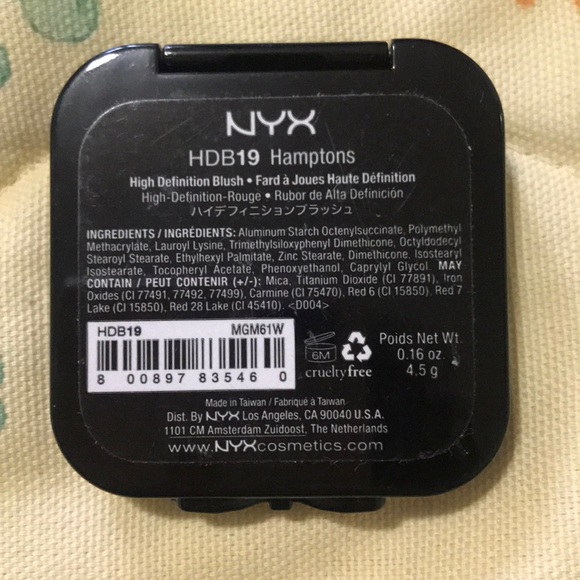 NYX
HDB19 Hamptons
High Definition Blush • Fard à Joues Haute Définition
High-Definition-Rouge • Rubor de Alta Definición
ハイデフィニションブラッシュ
INGREDIENTS / INGRÉDIENTS: Aluminum Starch Octenylsuccinate, Polymethyl
Methacrylate, Lauroyl Lysine, Trimethylsiloxyphenyl Dimethicone, Octyldodecyl
Stearoyl Stearate, Ethylhexyl Palmitate, Zinc Stearate, Dimethicone, Isostearyl
Isostearate, Tocopheryl Acetate, Phenoxyethanol, Caprylyl Glycol. MAY
CONTAIN / PEUT CONTENIR (+/-): Mica, Titanium Dioxide (CI 77891), Iron
Oxides (CI 77491, 77492, 77499), Carmine (CI 75470), Red 6 (CI 15850), Red 7
Lake (CI 15850), Red 28 Lake (CI 45410). <D004>
HDB19 MGM61W
8 00897 83546 0
6M
crueltyfree
Poids Net Wt.
0.16 oz.
4.5 g
Made in Taiwan / Fabriqué à Taiwan
Dist. By NYX Los Angeles, CA 90040 U.S.A.
1101 CM Amsterdam Zuidoost, The Netherlands
www.NYXcosmetics.com